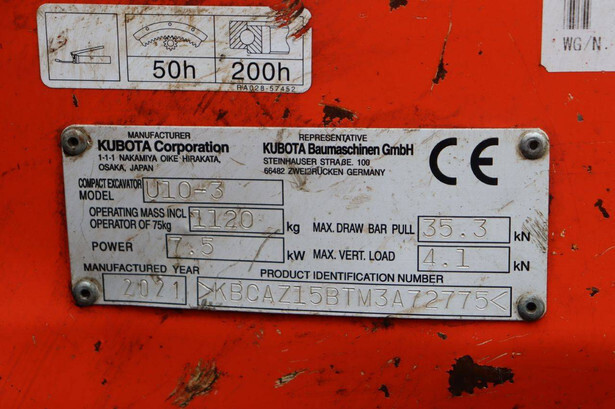 50h 200h
RA028-57452
WG/N.
MANUFACTURER
KUBOTA Corporation
1-1-1 NAKAMIYA OIKE HIRAKATA,
OSAKA, JAPAN
REPRESENTATIVE
KUBOTA Baumaschinen GmbH
STEINHAUSER STRAßE, 100
66482 ZWEIBRÜCKEN GERMANY
CE
COMPACT EXCAVATOR
MODEL U10-3
OPERATING MASS INCL
OPERATOR OF 75kg 1120 kg
MAX. DRAW BAR PULL 35.3 kN
POWER 7.5 kW
MAX. VERT. LOAD 4.1 kN
MANUFACTURED YEAR 2021
PRODUCT IDENTIFICATION NUMBER
>KBCAZ15BTM3A72775<